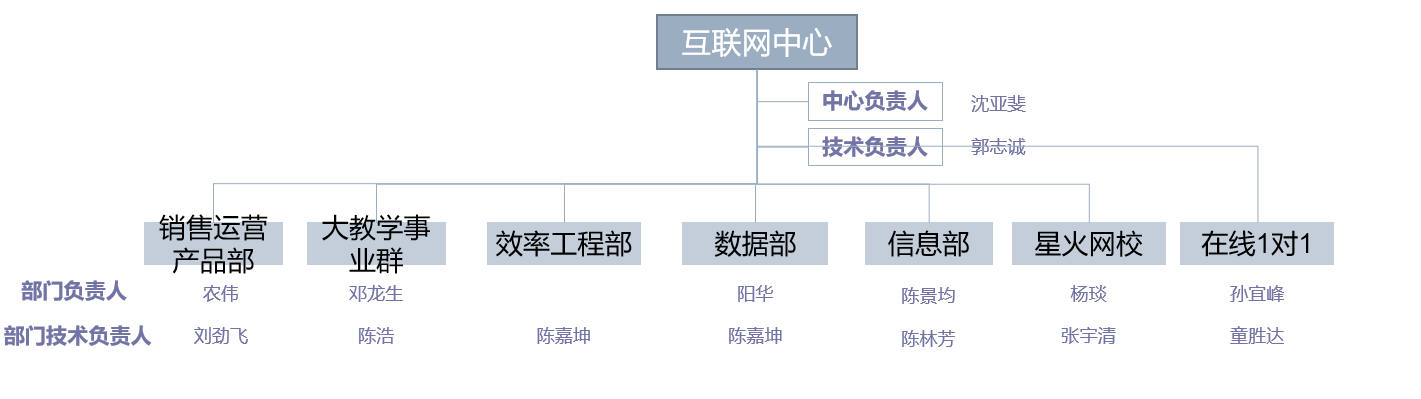 互联网中心
中心负责人 沈亚斐
技术负责人 郭志诚
销售运营 大教学事
产品部 业群 效率工程部 数据部 信息部 星火网校 在线1对1
部门负责人 农伟 邓龙生 阳华 陈景均 杨琰 孙宜峰
部门技术负责人 刘劲飞 陈浩 陈嘉坤 陈嘉坤 陈林芳 张宇清 童胜达